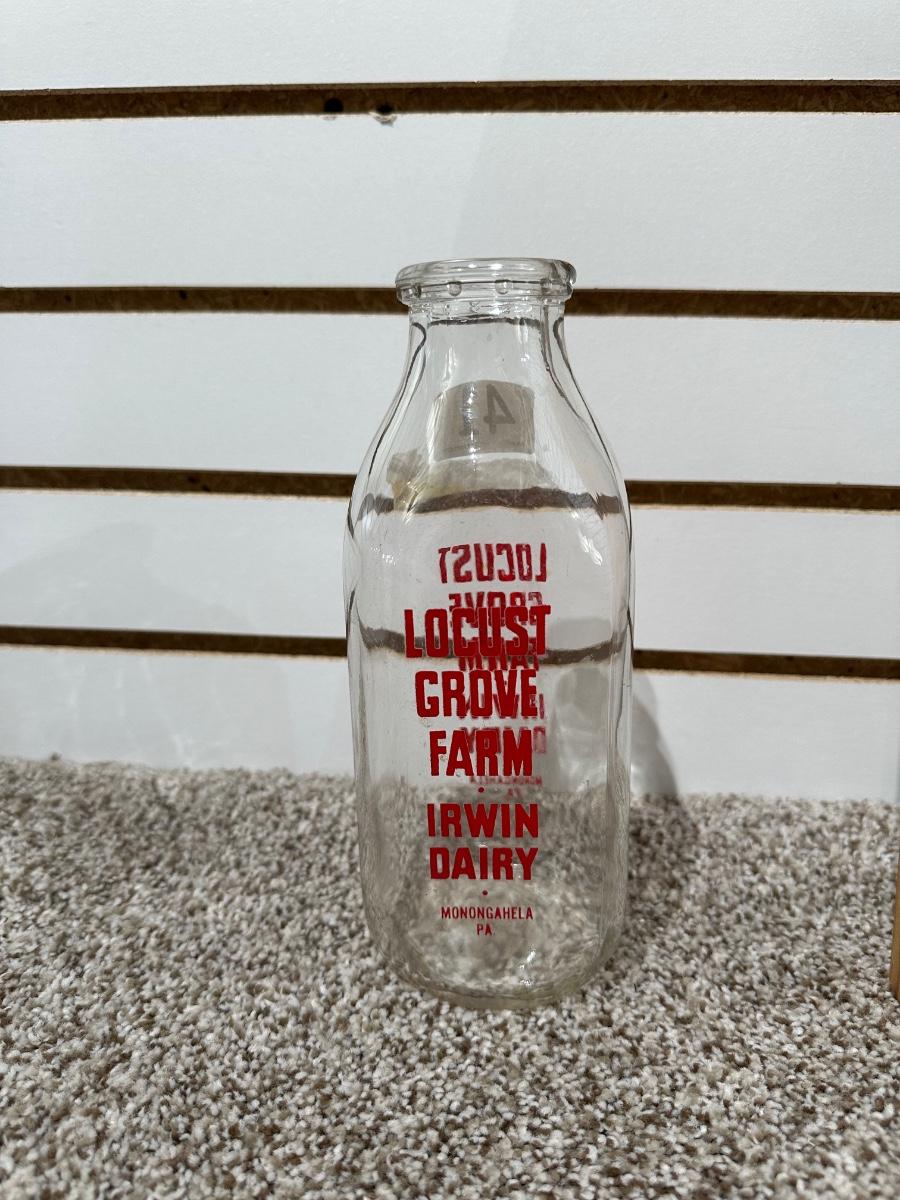 LOCUST
GROVE
FARM
•
IRWIN
DAIRY
•
MONONGAHELA
PA.